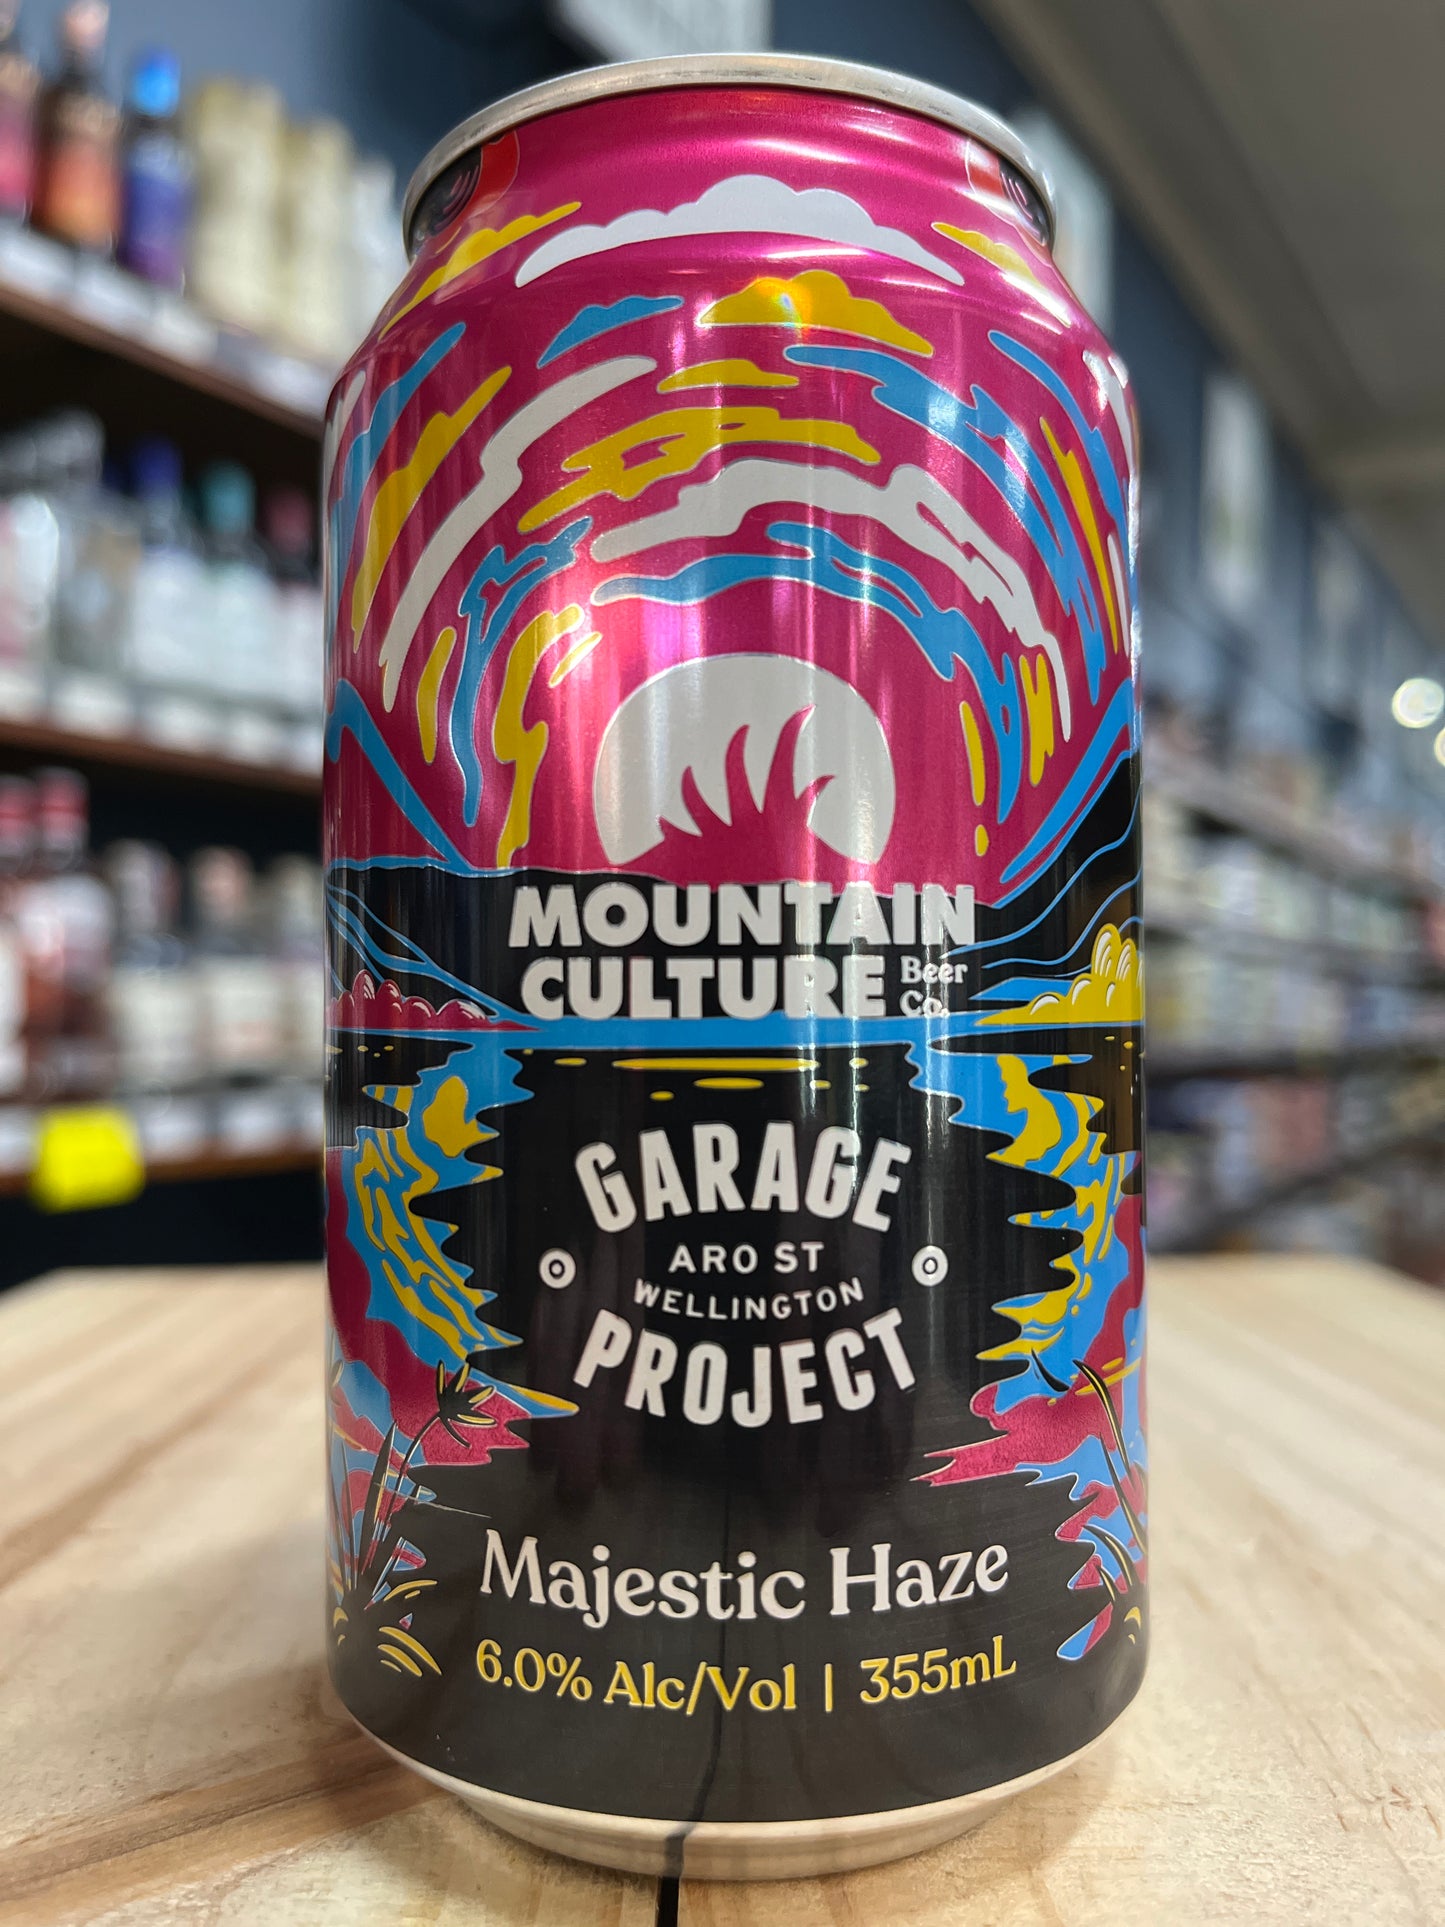 MOUNTAIN
CULTURE Beer Co.
GARAGE
ARO ST
WELLINGTON
PROJECT
Majestic Haze
6.0% Alc/Vol | 355mL